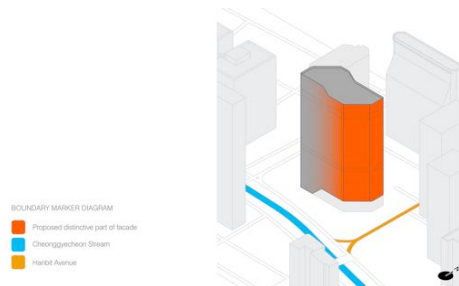 BOUNDARY MARKER DIAGRAM
Proposed distinctive part of facade
Cheonggyecheon Stream
Hanbit Avenue